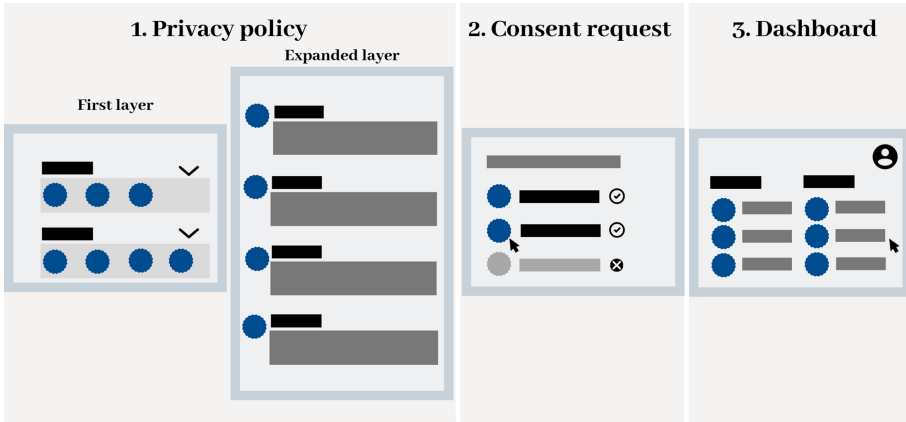 1. Privacy policy
First layer
Expanded layer
2. Consent request
3. Dashboard